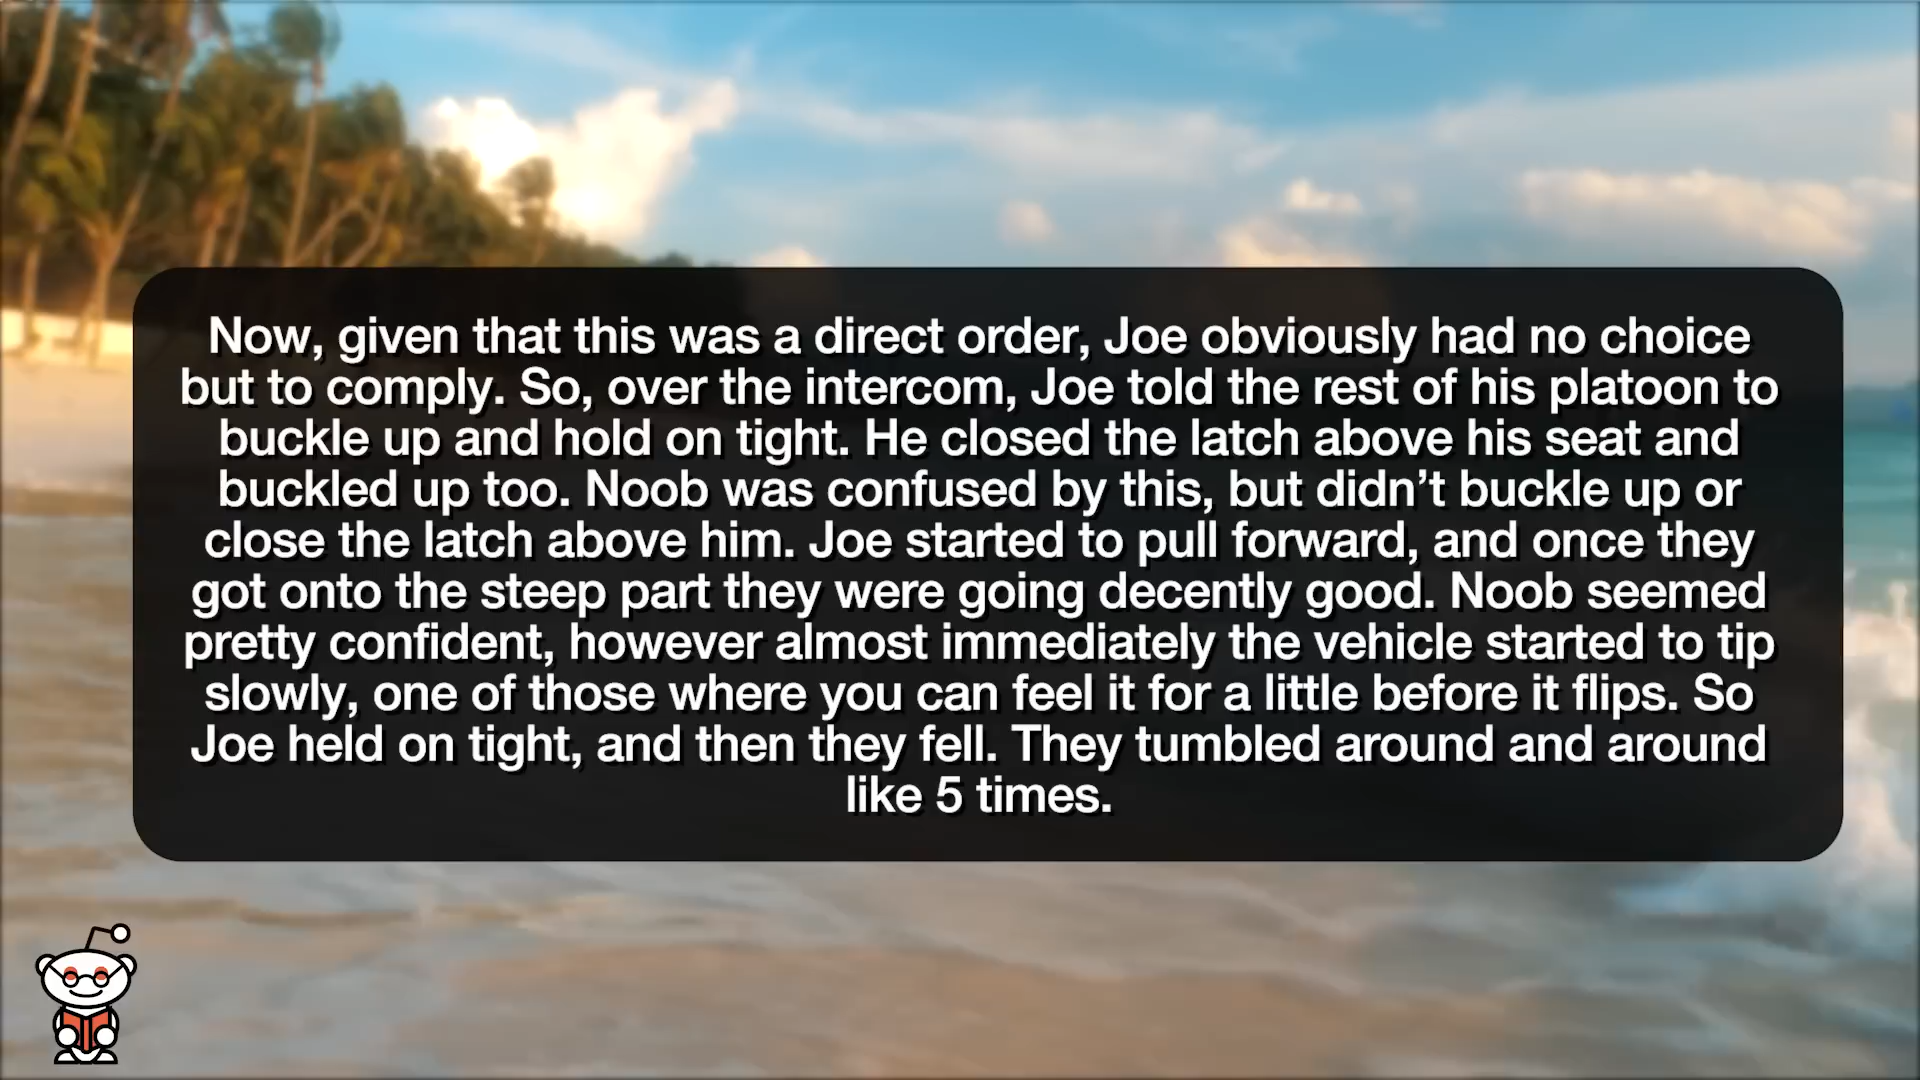 Now, given that this was a direct order, Joe obviously had no choice
but to comply. So, over the intercom, Joe told the rest of his platoon to
buckle up and hold on tight. He closed the latch above his seat and
buckled up too. Noob was confused by this, but didn’t buckle up or
close the latch above him. Joe started to pull forward, and once they
got onto the steep part they were going decently good. Noob seemed
pretty confident, however almost immediately the vehicle started to tip
slowly, one of those where you can feel it for a little before it flips. So
Joe held on tight, and then they fell. They tumbled around and around
like 5 times.